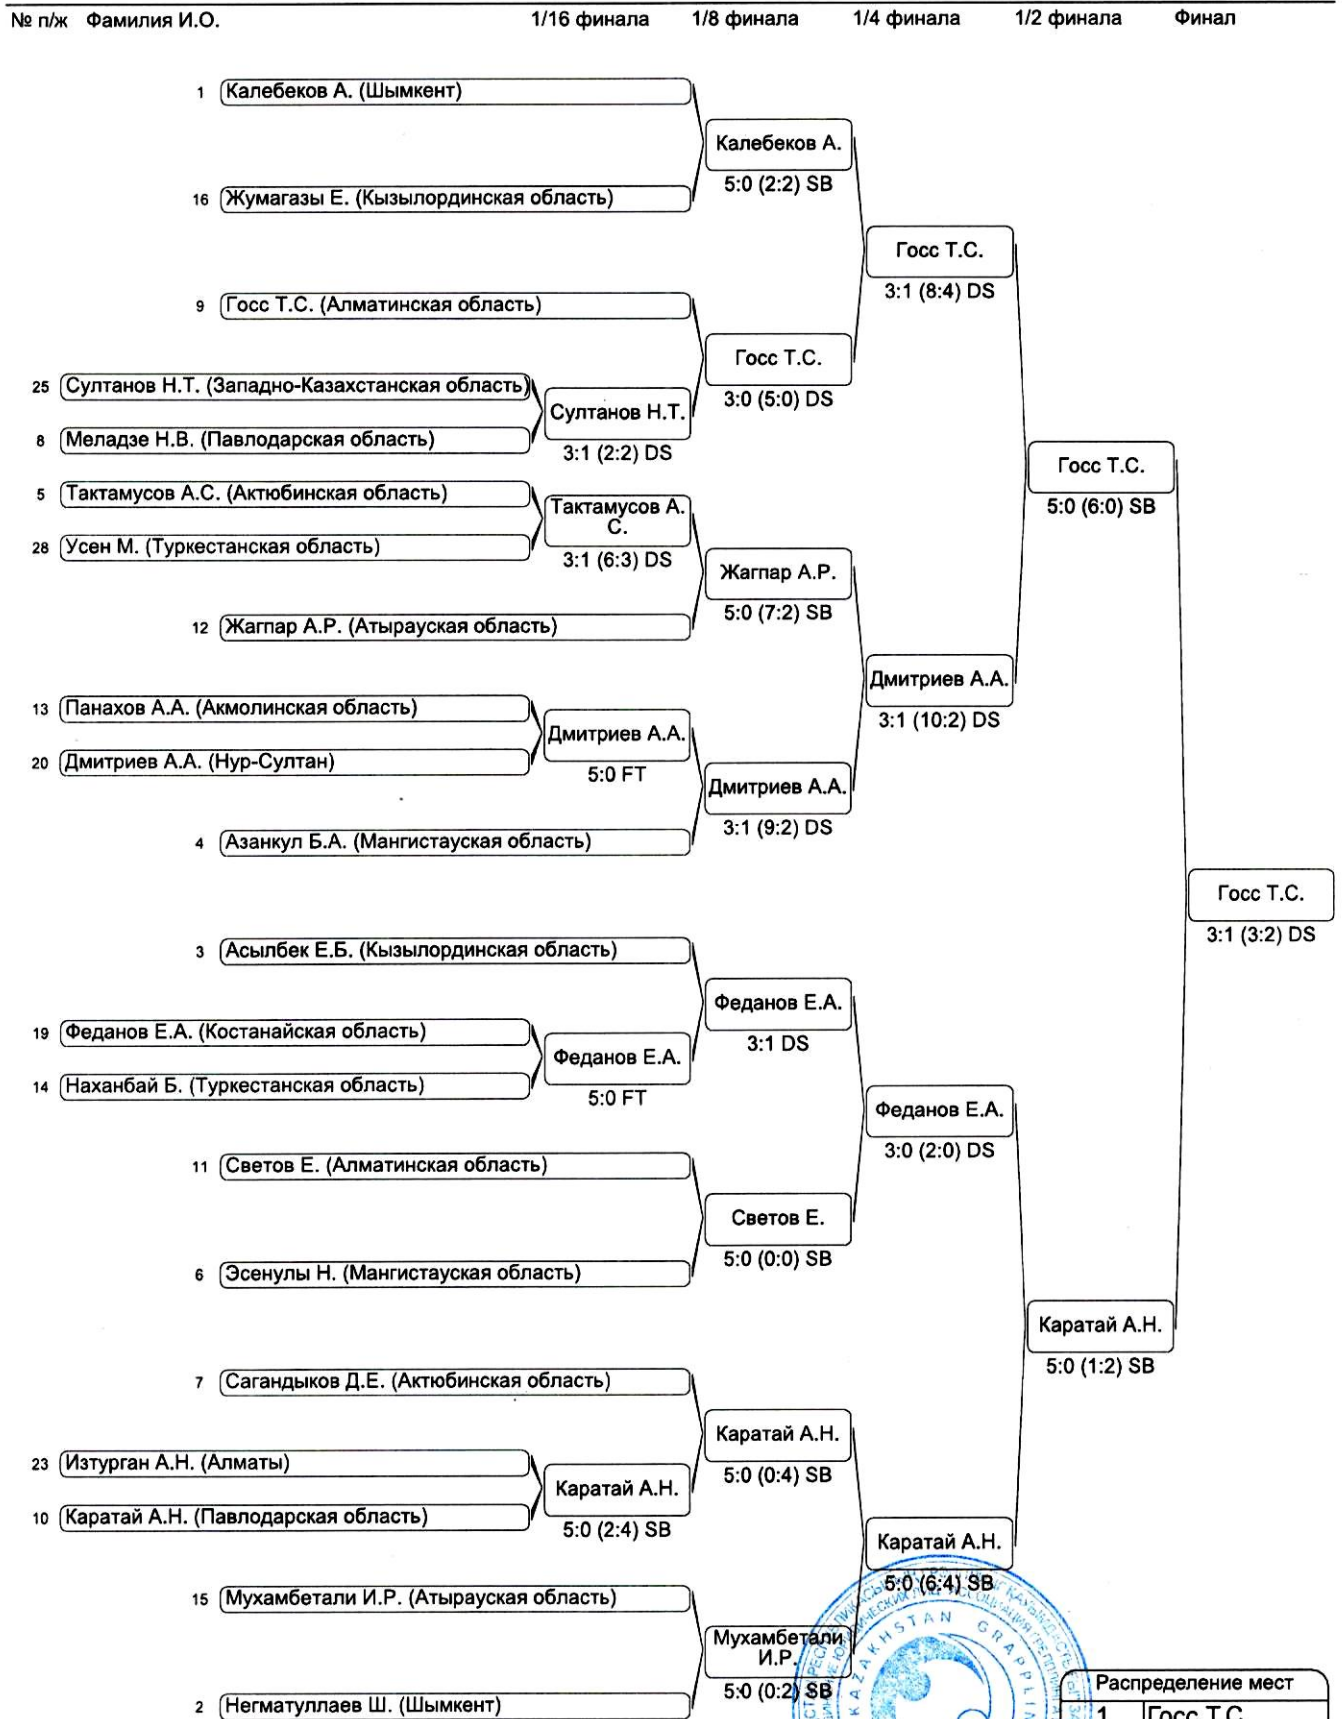 № п/ж Фамилия И.О. 1/16 финала 1/8 финала 1/4 финала 1/2 финала Финал
1 Калебеков А. (Шымкент)
Калебеков А.
5:0 (2:2) SB
16 Жумагазы Е. (Кызылординская область)
Госс Т.С.
3:1 (8:4) DS
9 Госс Т.С. (Алматинская область)
Госс Т.С.
3:0 (5:0) DS
25 Султанов Н.Т. (Западно-Казахстанская область)
Султанов Н.Т.
3:1 (2:2) DS
8 Меладзе Н.В. (Павлодарская область)
Госс Т.С.
5:0 (6:0) SB
5 Тактамусов А.С. (Актюбинская область)
Тактамусов А.
С.
3:1 (6:3) DS
28 Усен М. (Туркестанская область)
Жагпар А.Р.
5:0 (7:2) SB
12 Жагпар А.Р. (Атырауская область)
Дмитриев А.А.
3:1 (10:2) DS
13 Панахов А.А. (Акмолинская область)
Дмитриев А.А.
5:0 FT
20 Дмитриев А.А. (Нур-Султан)
Дмитриев А.А.
3:1 (9:2) DS
4 Азанкул Б.А. (Мангистауская область)
Госс Т.С.
3:1 (3:2) DS
3 Асылбек Е.Б. (Кызылординская область)
Феданов Е.А.
3:1 DS
19 Феданов Е.А. (Костанайская область)
Феданов Е.А.
5:0 FT
14 Наханбай Б. (Туркестанская область)
Феданов Е.А.
3:0 (2:0) DS
11 Светов Е. (Алматинская область)
Светов Е.
5:0 (0:0) SB
6 Эсенулы Н. (Мангистауская область)
Каратай А.Н.
5:0 (1:2) SB
7 Сагандыков Д.Е. (Актюбинская область)
Каратай А.Н.
5:0 (0:4) SB
23 Изтурган А.Н. (Алматы)
Каратай А.Н.
5:0 (2:4) SB
10 Каратай А.Н. (Павлодарская область)
Каратай А.Н.
5:0 (6:4) SB
15 Мухамбетали И.Р. (Атырауская область)
Мухамбетали
И.Р.
5:0 (0:2) SB
2 Негматуллаев Ш. (Шымкент)
KAZAKHSTAN
Распределение мест
1 Госс Т.С.